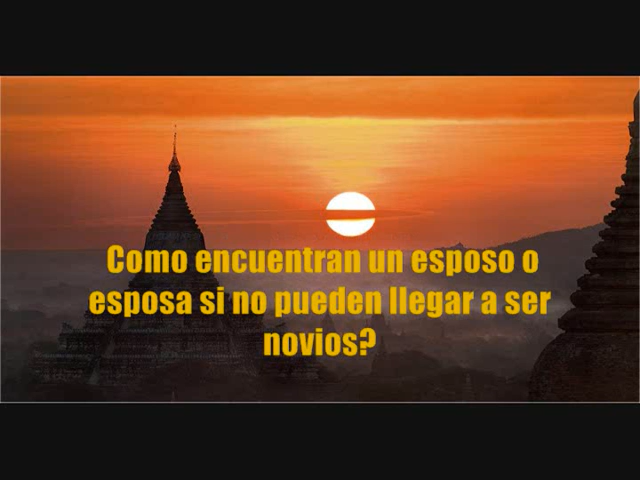 Como encuentran un esposo o
esposa si no pueden llegar a ser
novios?